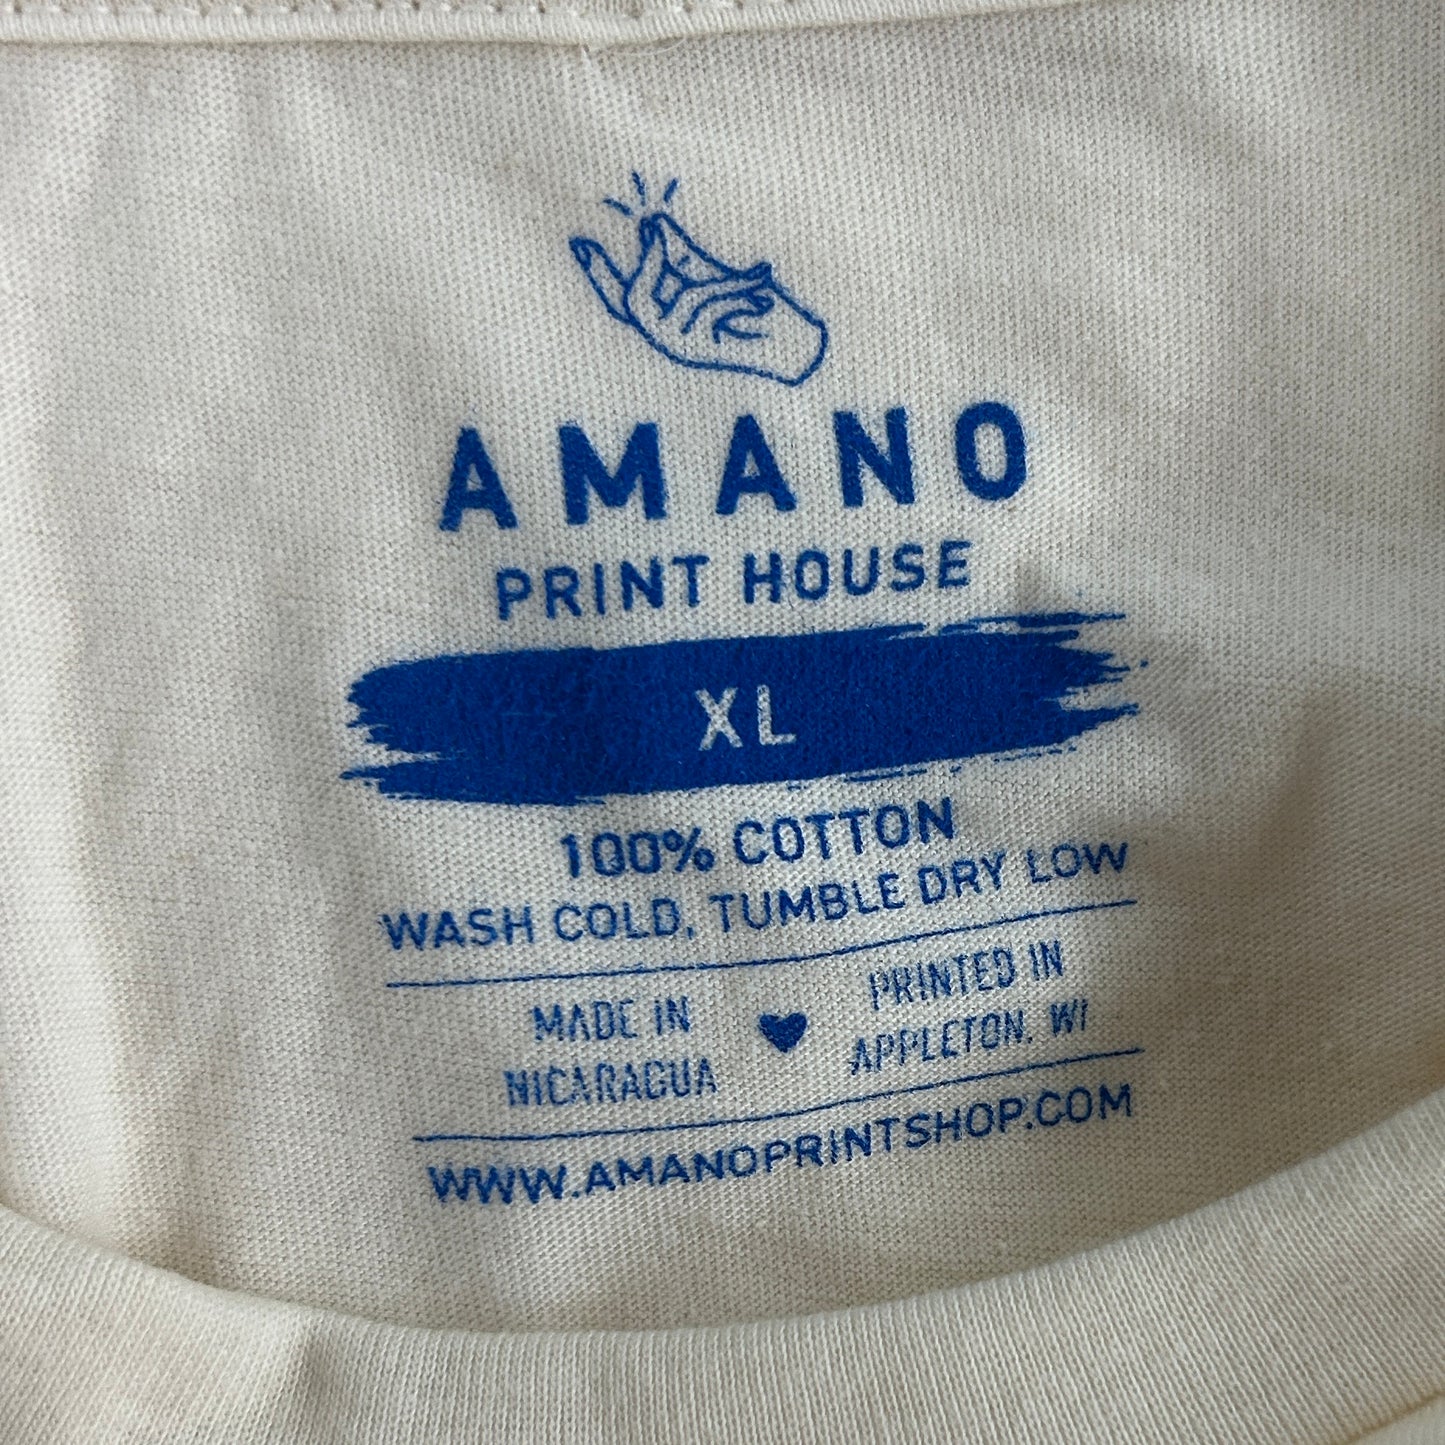 AMANO
PRINT HOUSE
XL
100% COTTON
WASH COLD, TUMBLE DRY LOW
MADE IN
NICARAGUA
PRINTED IN
APPLETON, WI
WWW.AMANOPRINTSHOP.COM